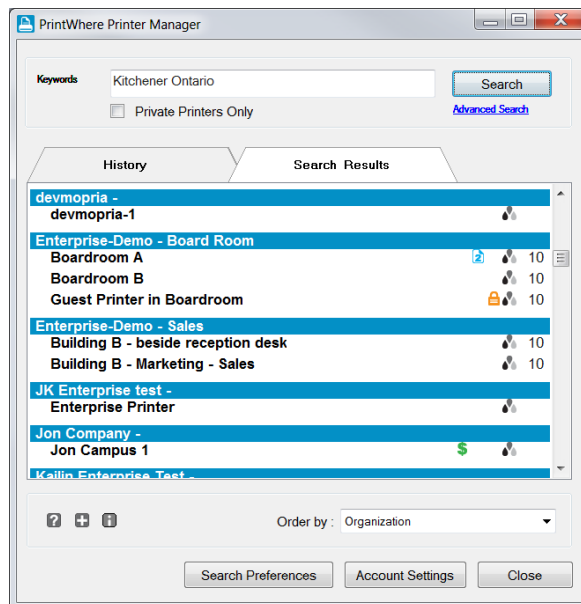 PrintWhere Printer Manager
Keywords
Kitchener Ontario
Search
Private Printers Only
Advanced Search
History
Search Results
devmopria -
devmopria-1
Enterprise-Demo - Board Room
Boardroom A 2 10
Boardroom B 10
Guest Printer in Boardroom 10
Enterprise-Demo - Sales
Building B - beside reception desk 10
Building B - Marketing - Sales 10
JK Enterprise test -
Enterprise Printer
Jon Company -
Jon Campus 1 $
Kailin Enterprise Test -
Order by : Organization
Search Preferences
Account Settings
Close